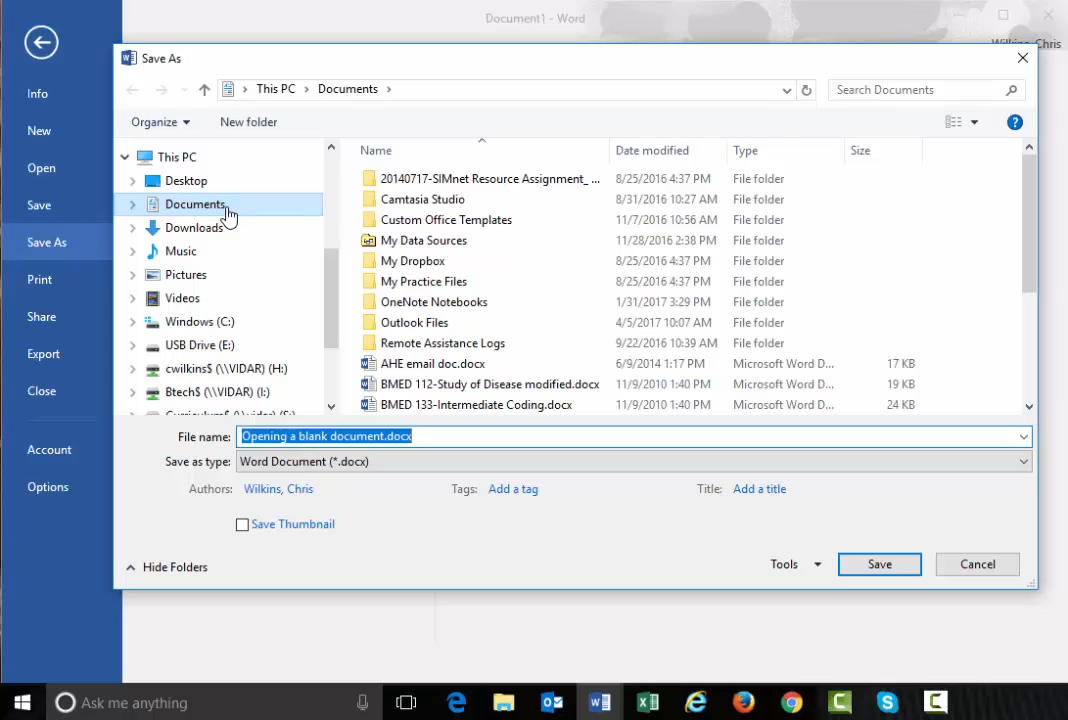 Document1 - Word
Wilkins, Chris
Info
New
Open
Save
Save As
Print
Share
Export
Close
Account
Options
Save As
This PC > Documents >
Search Documents
Organize
New folder
?
This PC
Desktop
Documents
Downloads
Music
Pictures
Videos
Windows (C:)
USB Drive (E:)
cwilkins$ (\\VIDAR) (H:)
Btech$ (\\VIDAR) (I:)
Name Date modified Type Size
20140717-SIMnet Resource Assignment_ ... 8/25/2016 4:37 PM File folder
Camtasia Studio 8/31/2016 10:27 AM File folder
Custom Office Templates 11/7/2016 10:56 AM File folder
My Data Sources 11/28/2016 2:38 PM File folder
My Dropbox 8/25/2016 4:37 PM File folder
My Practice Files 8/25/2016 4:37 PM File folder
OneNote Notebooks 1/31/2017 3:29 PM File folder
Outlook Files 4/5/2017 10:07 AM File folder
Remote Assistance Logs 9/22/2016 10:39 AM File folder
AHE email doc.docx 6/9/2014 1:17 PM Microsoft Word D... 17 KB
BMED 112-Study of Disease modified.docx 11/9/2010 1:40 PM Microsoft Word D... 19 KB
BMED 133-Intermediate Coding.docx 11/9/2010 1:40 PM Microsoft Word D... 24 KB
File name: Opening a blank document.docx
Save as type: Word Document (*.docx)
Authors: Wilkins, Chris Tags: Add a tag Title: Add a title
Save Thumbnail
Hide Folders
Tools
Save
Cancel
Ask me anything